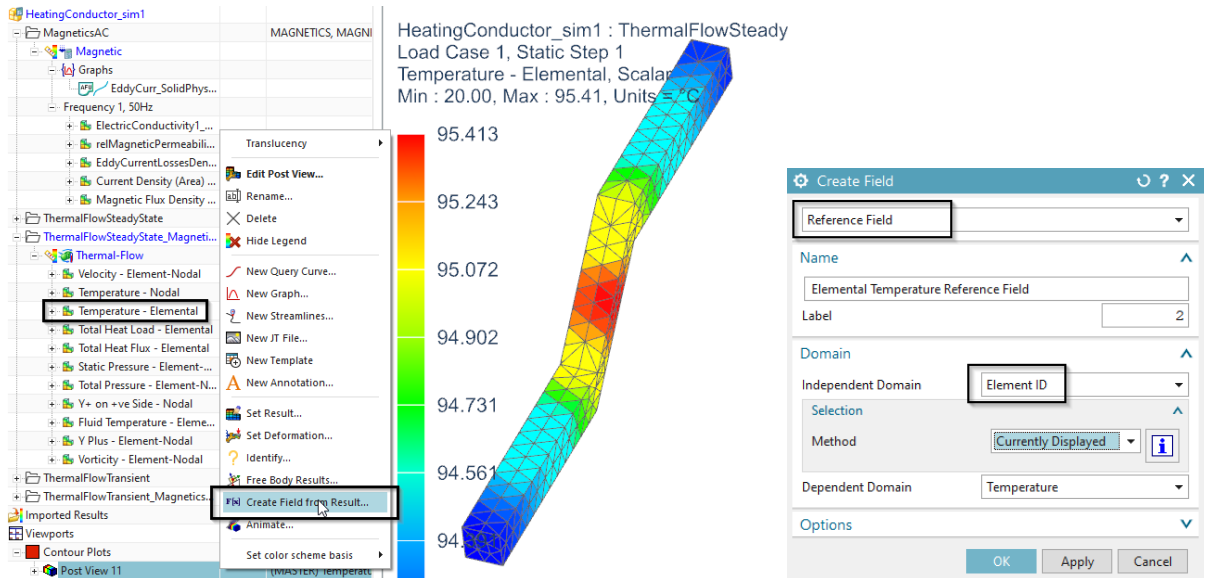 HeatingConductor_sim1
MagneticsAC
MAGNETICS, MAGNI
Magnetic
Graphs
EddyCurr_SolidPhys...
Frequency 1, 50Hz
ElectricConductivity1_...
relMagneticPermeabili...
EddyCurrentLossesDen...
Current Density (Area) ...
Magnetic Flux Density ...
ThermalFlowSteadyState
ThermalFlowSteadyState_Magneti...
Thermal-Flow
Velocity - Element-Nodal
Temperature - Nodal
Temperature - Elemental
Total Heat Load - Elemental
Total Heat Flux - Elemental
Static Pressure - Element-...
Total Pressure - Element-N...
Y+ on +ve Side - Nodal
Fluid Temperature - Eleme...
Y Plus - Element-Nodal
Vorticity - Element-Nodal
ThermalFlowTransient
ThermalFlowTransient_Magnetics...
Imported Results
Viewports
Contour Plots
Post View 11
(MASTER) Temperatu
Translucency
Edit Post View...
Rename...
Delete
Hide Legend
New Query Curve...
New Graph...
New Streamlines...
New JT File...
New Template
New Annotation...
Set Result...
Set Deformation...
Identify...
Free Body Results...
Create Field from Result...
Animate...
Set color scheme basis
HeatingConductor_sim1 : ThermalFlowSteady
Load Case 1, Static Step 1
Temperature - Elemental, Scalar
Min : 20.00, Max : 95.41, Units = °C
95.413
95.243
95.072
94.902
94.731
94.561
94.
Create Field
Reference Field
Name
Elemental Temperature Reference Field
Label
2
Domain
Independent Domain
Element ID
Selection
Method
Currently Displayed
Dependent Domain
Temperature
Options
OK
Apply
Cancel